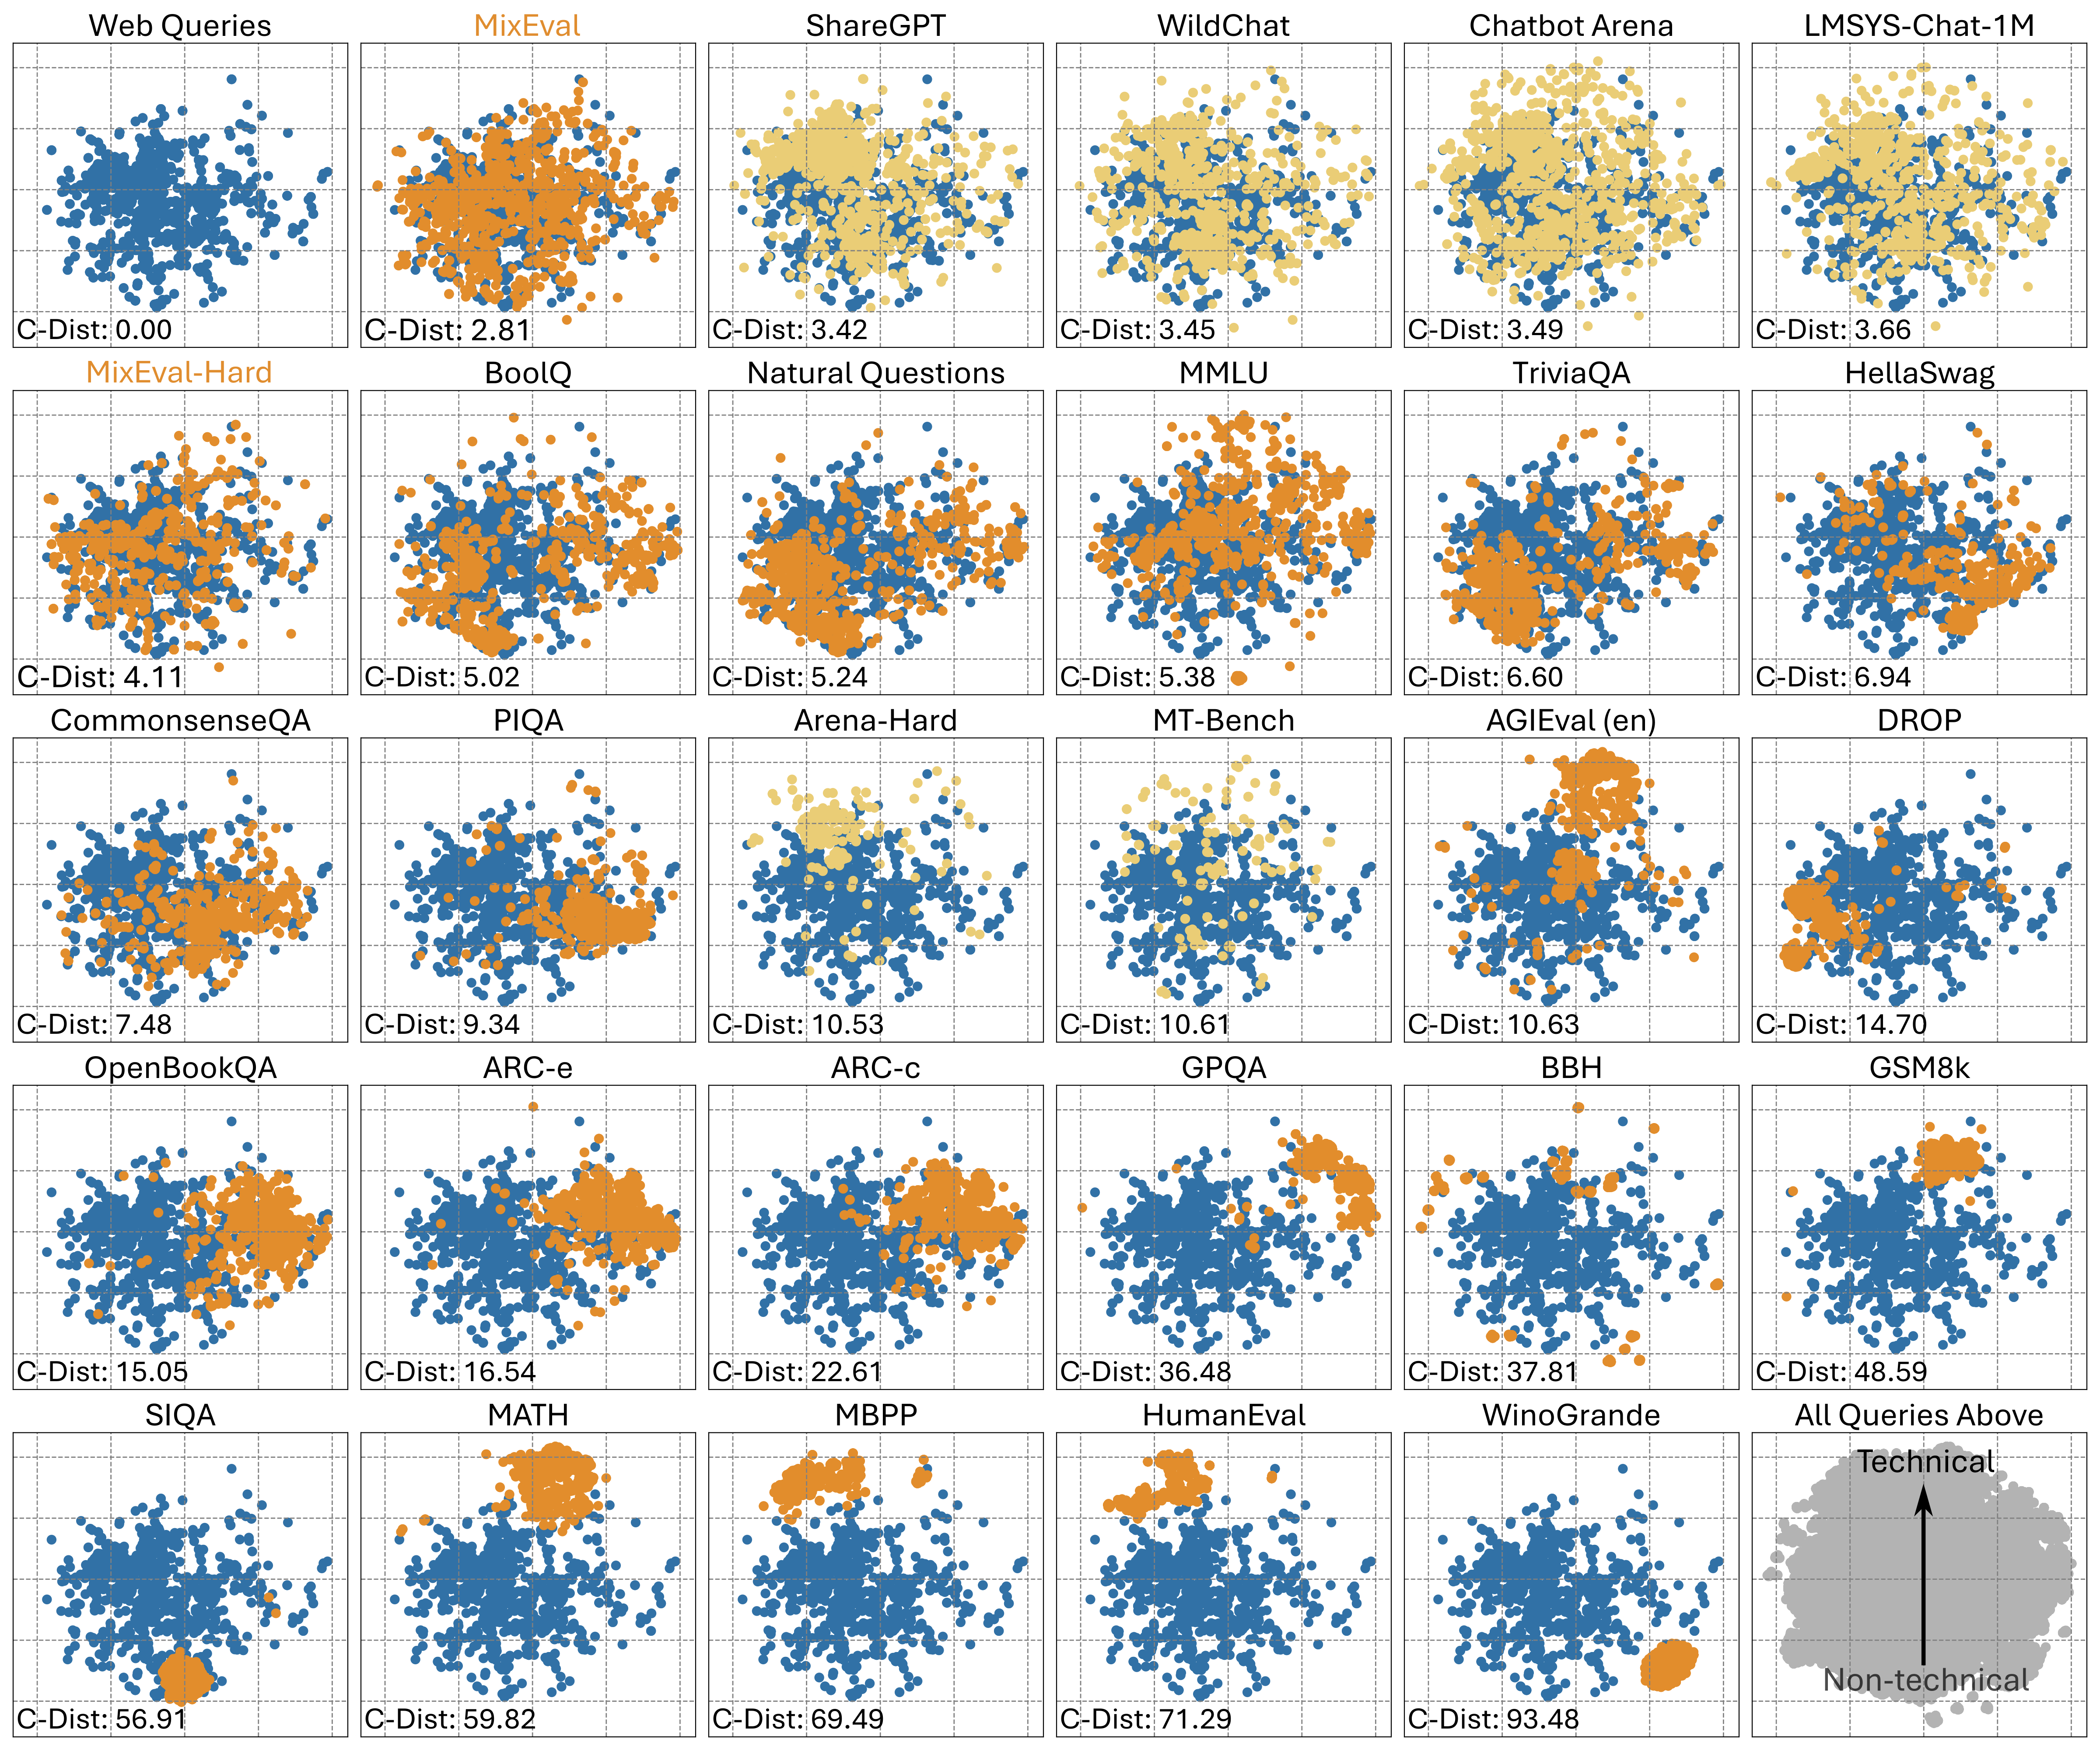 Web Queries
MixEval
ShareGPT
WildChat
Chatbot Arena
LMSYS-Chat-1M
C-Dist: 0.00
C-Dist: 2.81
C-Dist: 3.42
C-Dist: 3.45
C-Dist: 3.49
C-Dist: 3.66
MixEval-Hard
BoolQ
Natural Questions
MMLU
TriviaQA
HellaSwag
C-Dist: 4.11
C-Dist: 5.02
C-Dist: 5.24
C-Dist: 5.38
C-Dist: 6.60
C-Dist: 6.94
CommonsenseQA
PIQA
Arena-Hard
MT-Bench
AGIEval (en)
DROP
C-Dist: 7.48
C-Dist: 9.34
C-Dist: 10.53
C-Dist: 10.61
C-Dist: 10.63
C-Dist: 14.70
OpenBookQA
ARC-e
ARC-c
GPQA
BBH
GSM8k
C-Dist: 15.05
C-Dist: 16.54
C-Dist: 22.61
C-Dist: 36.48
C-Dist: 37.81
C-Dist: 48.59
SIQA
MATH
MBPP
HumanEval
WinoGrande
All Queries Above
Technical
Non-technical
C-Dist: 56.91
C-Dist: 59.82
C-Dist: 69.49
C-Dist: 71.29
C-Dist: 93.48